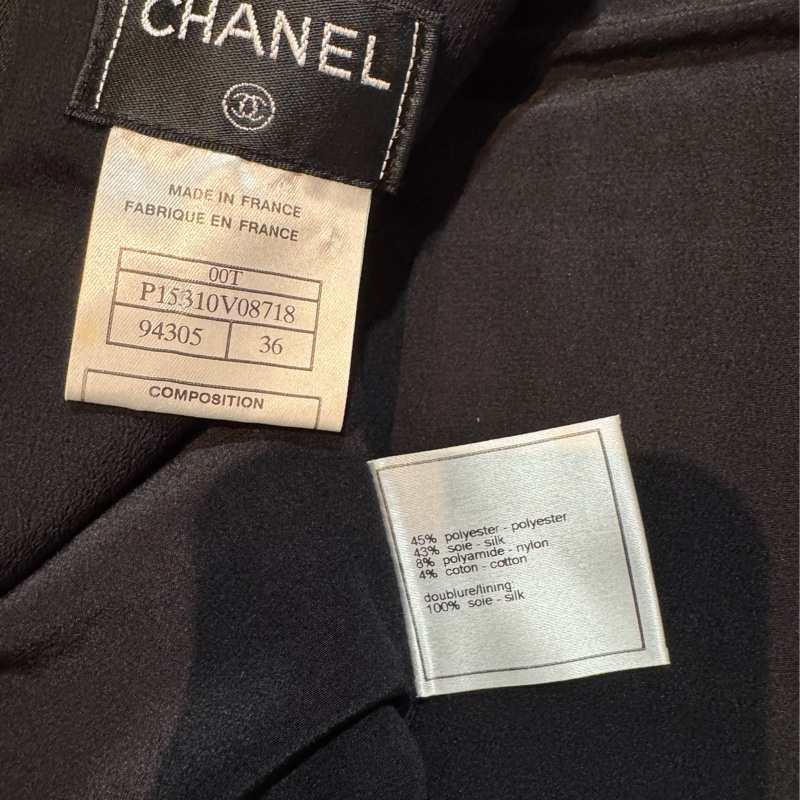 CHANEL
MADE IN FRANCE
FABRIQUE EN FRANCE
00T
P15310V08718
94305 36
COMPOSITION
45% polyester - polyester
43% soie - silk
8% polyamide - nylon
4% coton - cotton
doublure/lining:
100% soie - silk